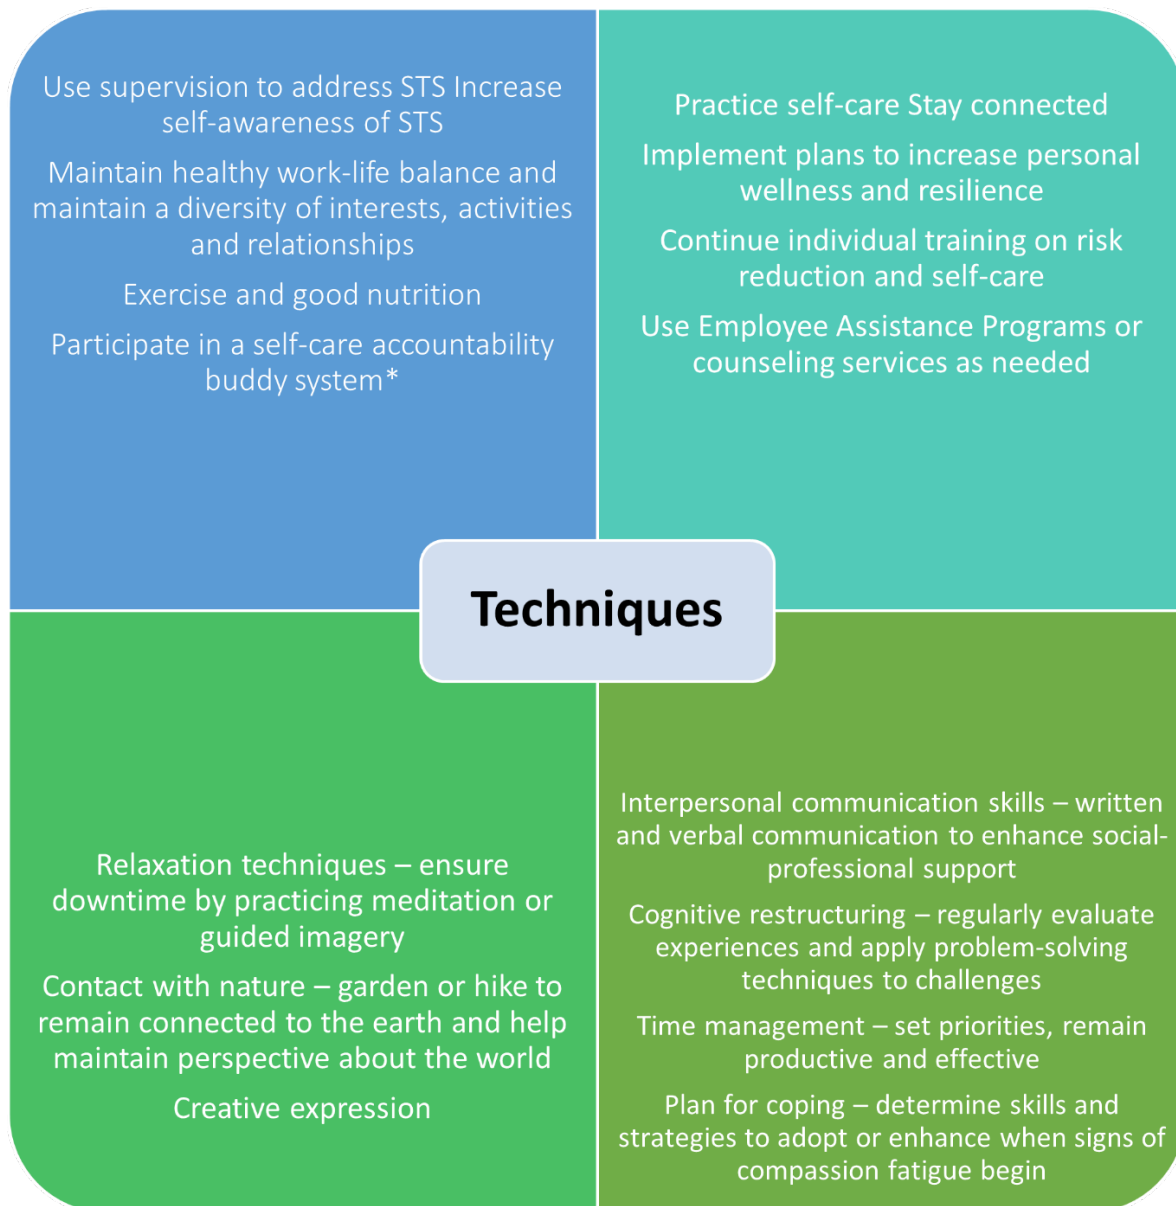 Use supervision to address STS Increase
self-awareness of STS
Maintain healthy work-life balance and
maintain a diversity of interests, activities
and relationships
Exercise and good nutrition
Participate in a self-care accountability
buddy system*
Practice self-care Stay connected
Implement plans to increase personal
wellness and resilience
Continue individual training on risk
reduction and self-care
Use Employee Assistance Programs or
counseling services as needed
Techniques
Relaxation techniques – ensure
downtime by practicing meditation or
guided imagery
Contact with nature – garden or hike to
remain connected to the earth and help
maintain perspective about the world
Creative expression
Interpersonal communication skills – written
and verbal communication to enhance social-
professional support
Cognitive restructuring – regularly evaluate
experiences and apply problem-solving
techniques to challenges
Time management – set priorities, remain
productive and effective
Plan for coping – determine skills and
strategies to adopt or enhance when signs of
compassion fatigue begin